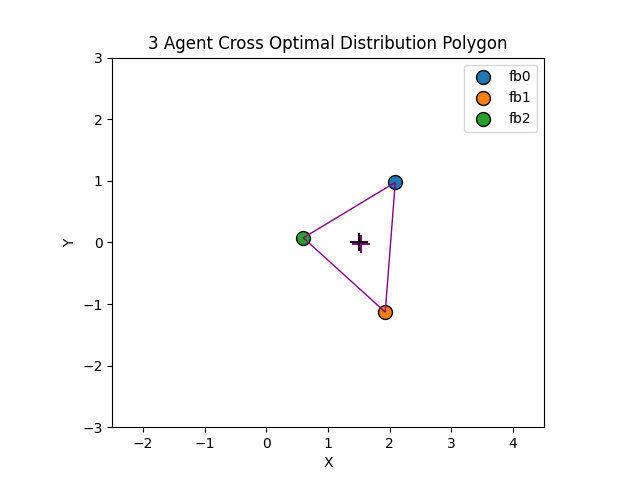 3 Agent Cross Optimal Distribution Polygon
fb0
fb1
fb2
3
2
1
0
−1
−2
−3
Y
−2 −1 0 1 2 3 4
X